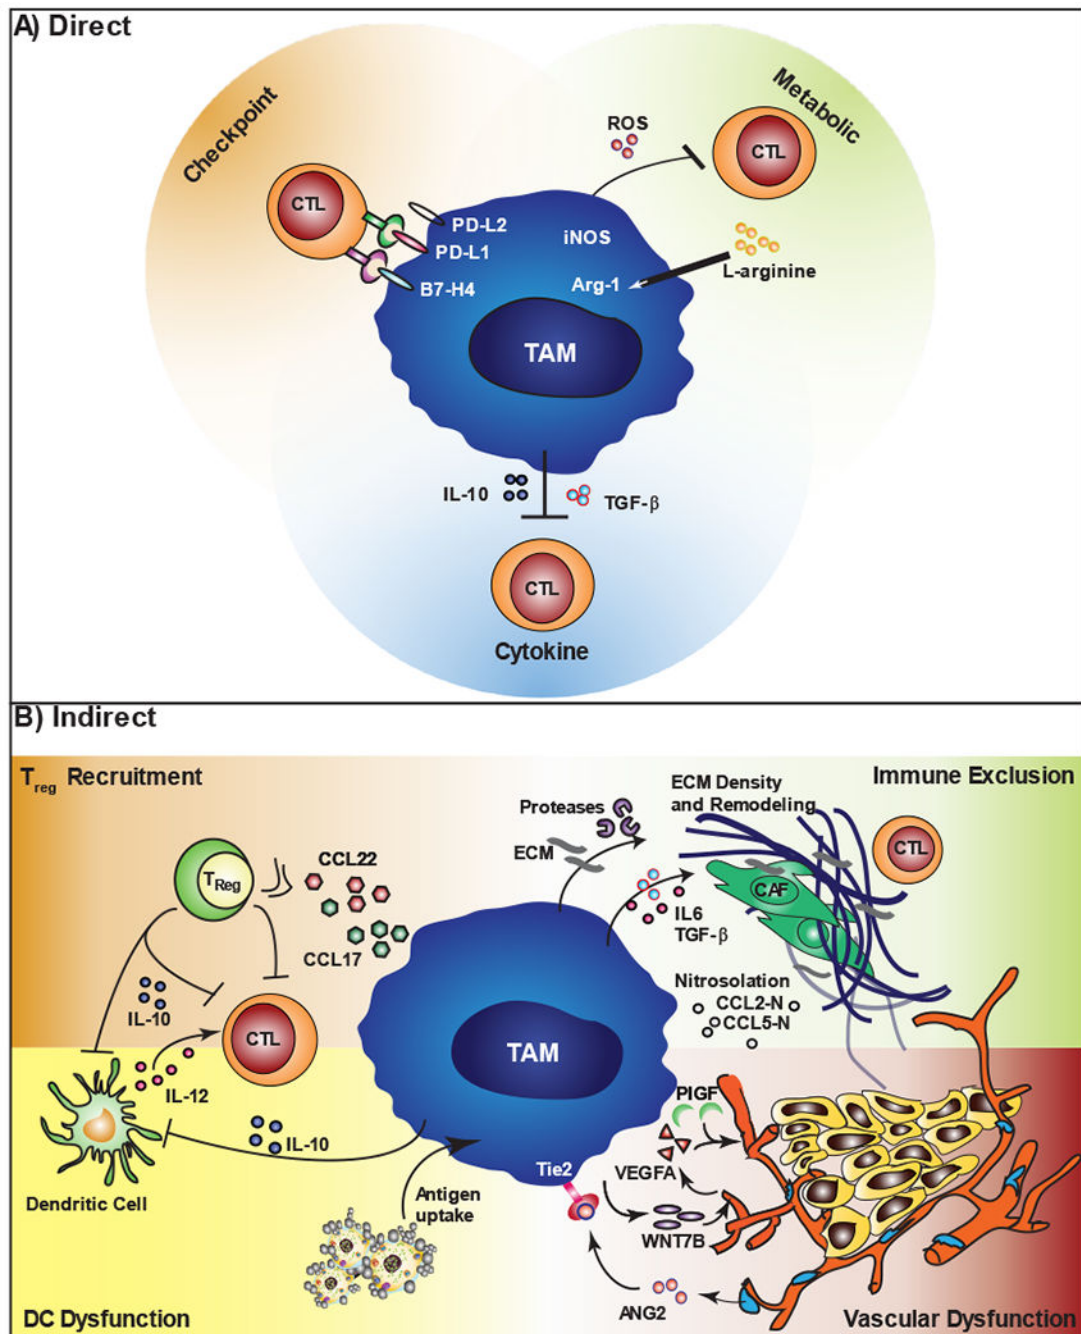 A) Direct
Checkpoint
Metabolic
ROS
CTL
CTL
PD-L2
PD-L1
B7-H4
iNOS
Arg-1
L-arginine
TAM
IL-10
TGF-β
CTL
Cytokine
B) Indirect
Treg Recruitment
Immune Exclusion
ECM Density
and Remodeling
Proteases
ECM
CTL
TReg
CCL22
CCL17
CAF
IL6
TGF-β
Nitrosolation
CCL2-N
CCL5-N
IL-10
CTL
TAM
IL-12
IL-10
Dendritic Cell
Antigen
uptake
Tie2
PIGF
VEGFA
WNT7B
ANG2
DC Dysfunction
Vascular Dysfunction